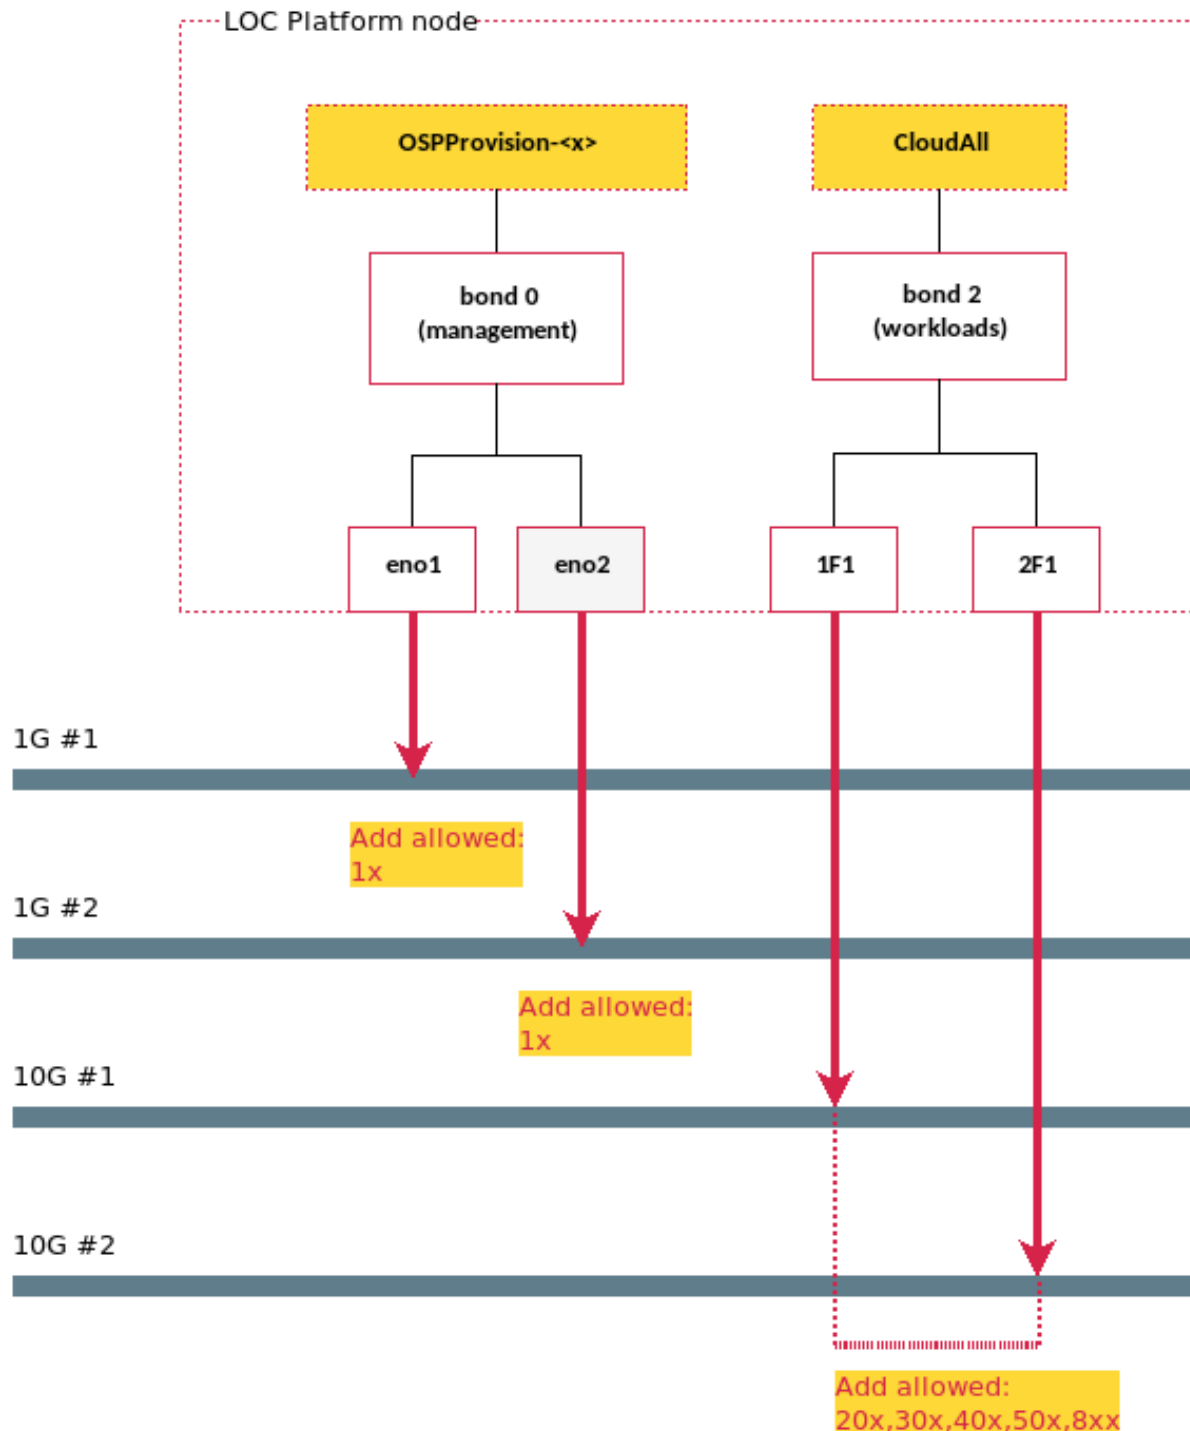 LOC Platform node
OSPProvision-<x>
CloudAll
bond 0
(management)
bond 2
(workloads)
eno1
eno2
1F1
2F1
1G #1
Add allowed:
1x
1G #2
Add allowed:
1x
10G #1
10G #2
Add allowed:
20x,30x,40x,50x,8xx